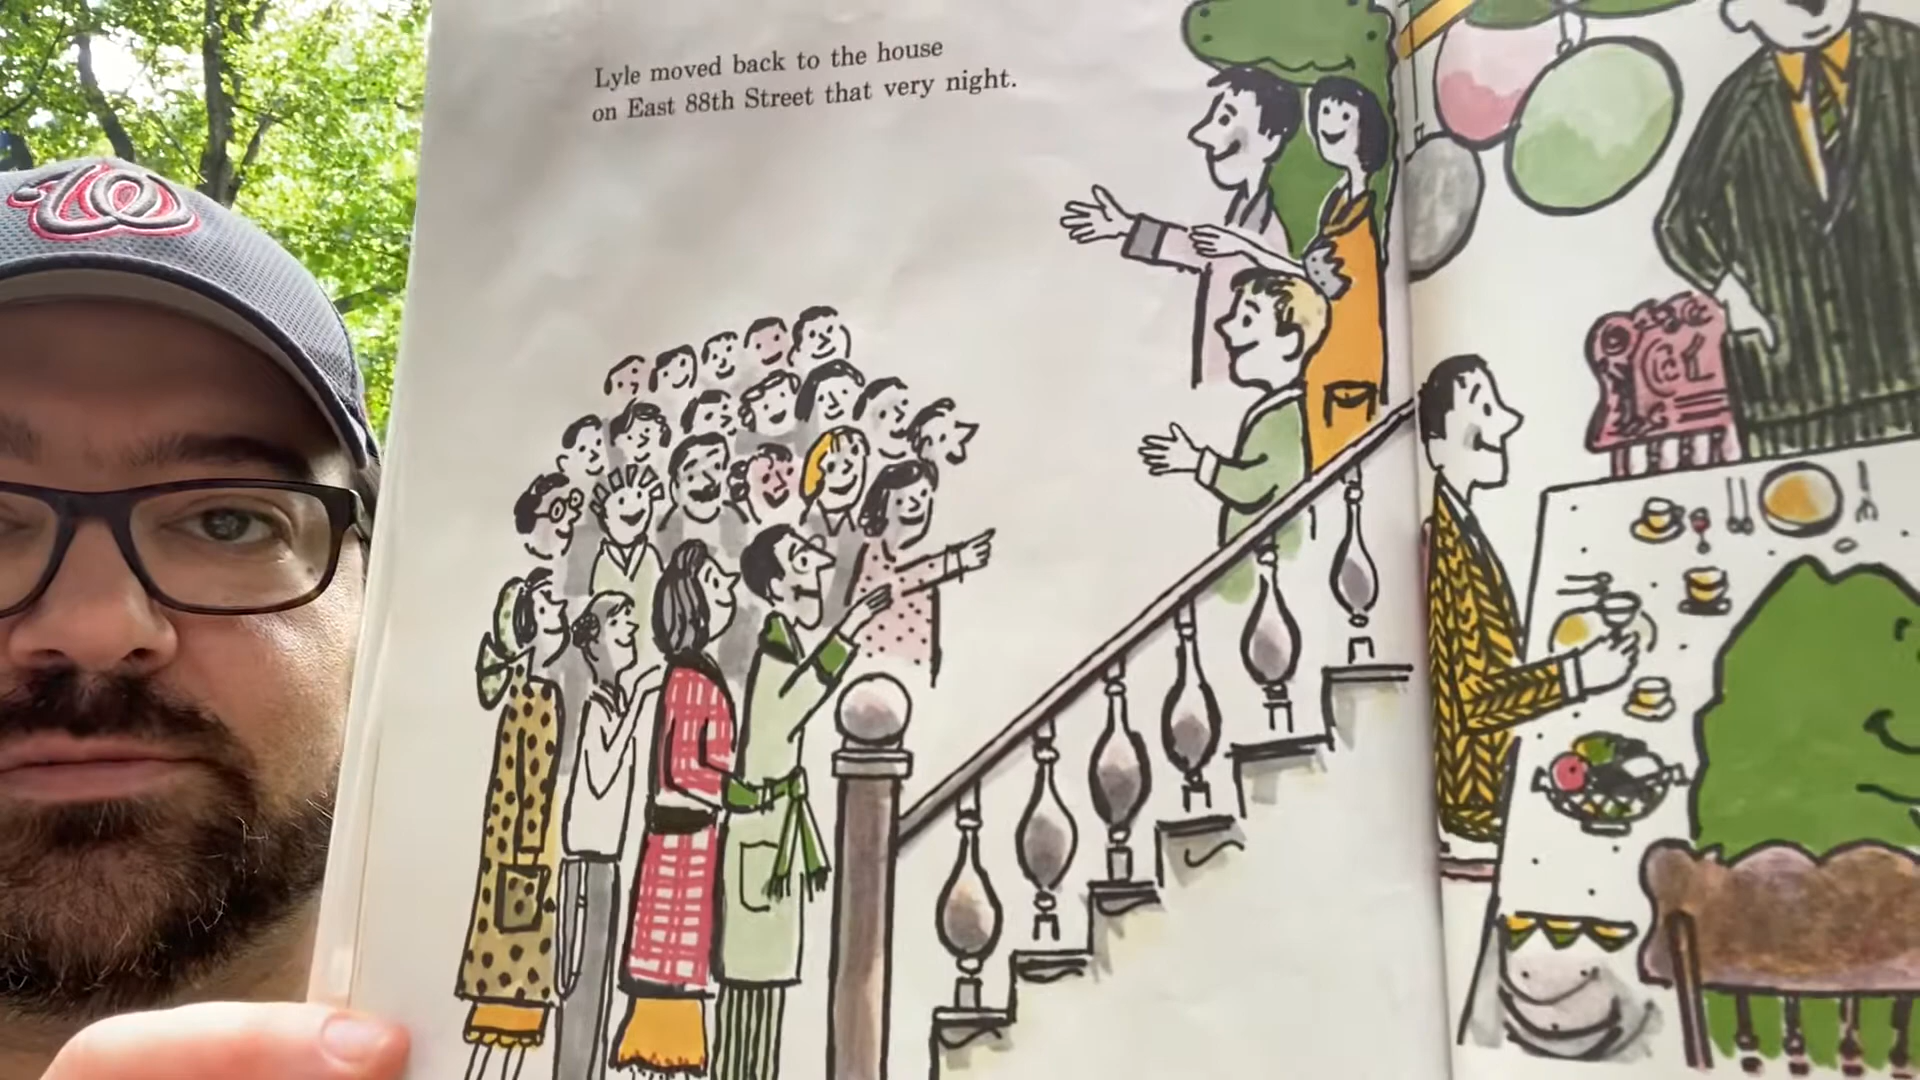 W
Lyle moved back to the house
on East 88th Street that very night.